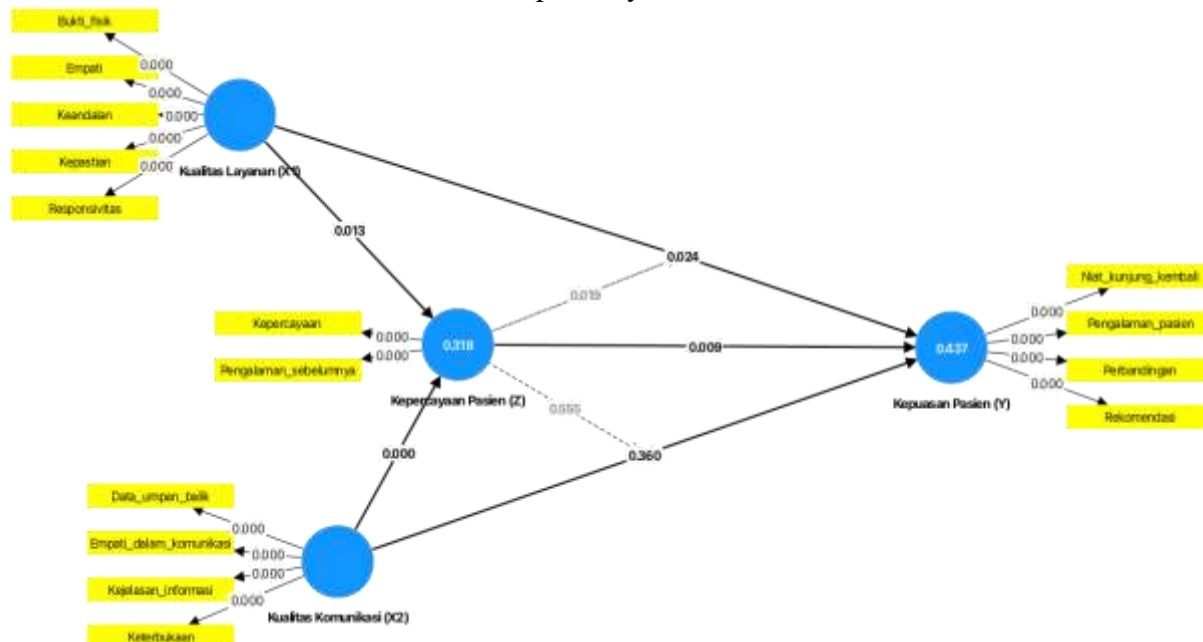 Bukti_fisik
Empati
Keandalan
Kepastian
Responsivitas
0.000
0.000
0.000
0.000
0.000
Kualitas Layanan (X1)
0.013
0.024
0.019
Kepercayaan
Pengalaman_sebelumnya
0.000
0.000
0.318
Kepercayaan Pasien (Z)
0.009
0.437
Kepuasan Pasien (Y)
Niat_kunjung_kembali
Pengalaman_pasien
Perbandingan
Rekomendasi
0.000
0.000
0.000
0.000
0.555
0.360
0.000
Data_umpan_balik
Empati_dalam_komunikasi
Kejelasan_informasi
Keterbukaan
0.000
0.000
0.000
0.000
Kualitas Komunikasi (X2)